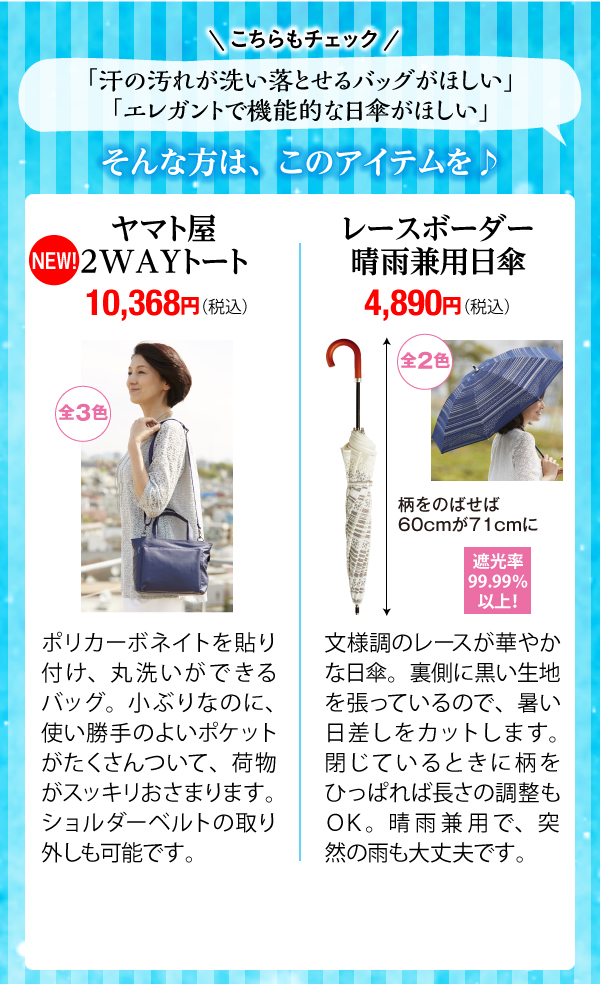 こちらもチェック
「汗の汚れが洗い落とせるバッグがほしい」
「エレガントで機能的な日傘がほしい」
そんな方は、このアイテムを♪
NEW!
ヤマト屋
2WAYトート
10,368円（税込）
全3色
ポリカーボネイトを貼り
付け、丸洗いができる
バッグ。小ぶりなのに、
使い勝手のよいポケット
がたくさんついて、荷物
がスッキリおさまります。
ショルダーベルトの取り
外しも可能です。
レースボーダー
晴雨兼用日傘
4,890円（税込）
全2色
柄をのばせば
60cmが71cmに
遮光率
99.99%
以上!
文様調のレースが華やか
な日傘。裏側に黒い生地
を張っているので、暑い
日差しをカットします。
閉じているときに柄を
ひっぱれば長さの調整も
OK。晴雨兼用で、突
然の雨も大丈夫です。